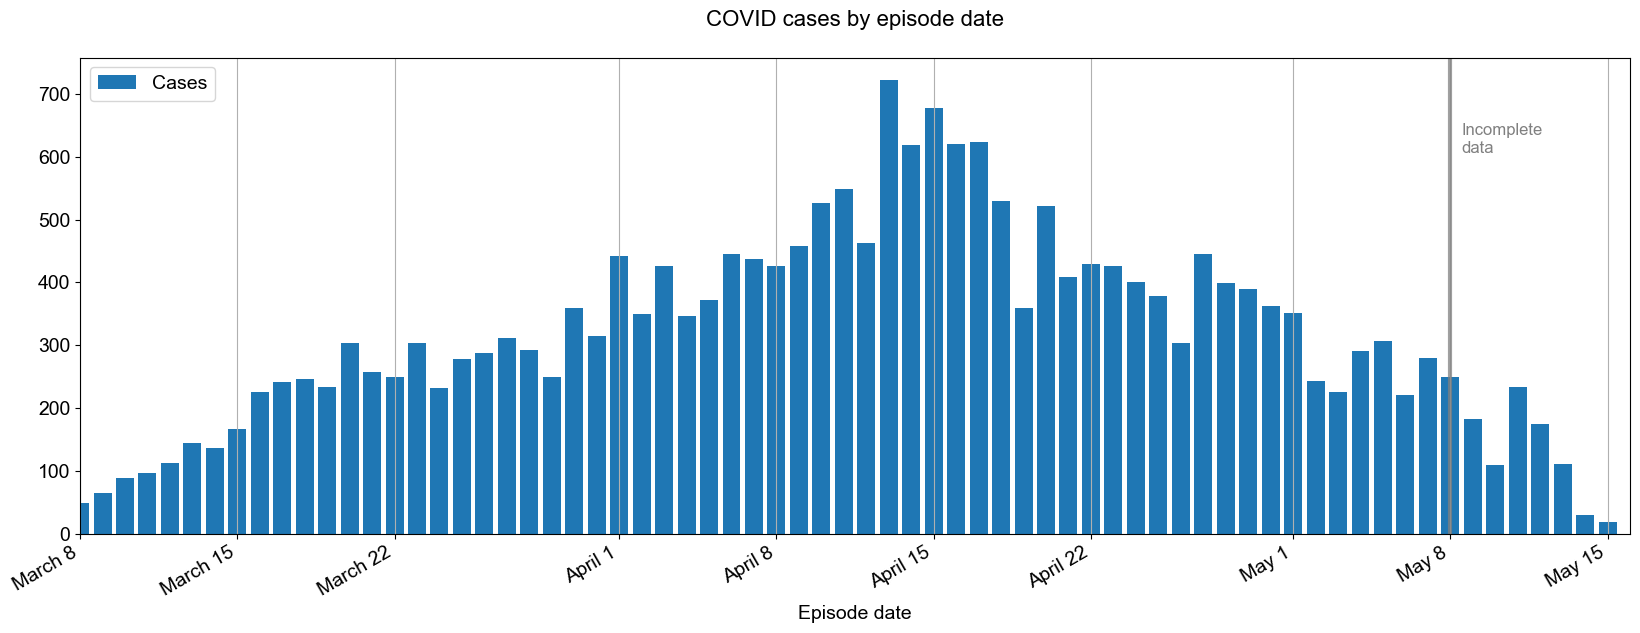 COVID cases by episode date
Cases
700
600
500
400
300
200
100
0
Incomplete
data
March 8
March 15
March 22
April 1
April 8
April 15
April 22
May 1
May 8
May 15
Episode date